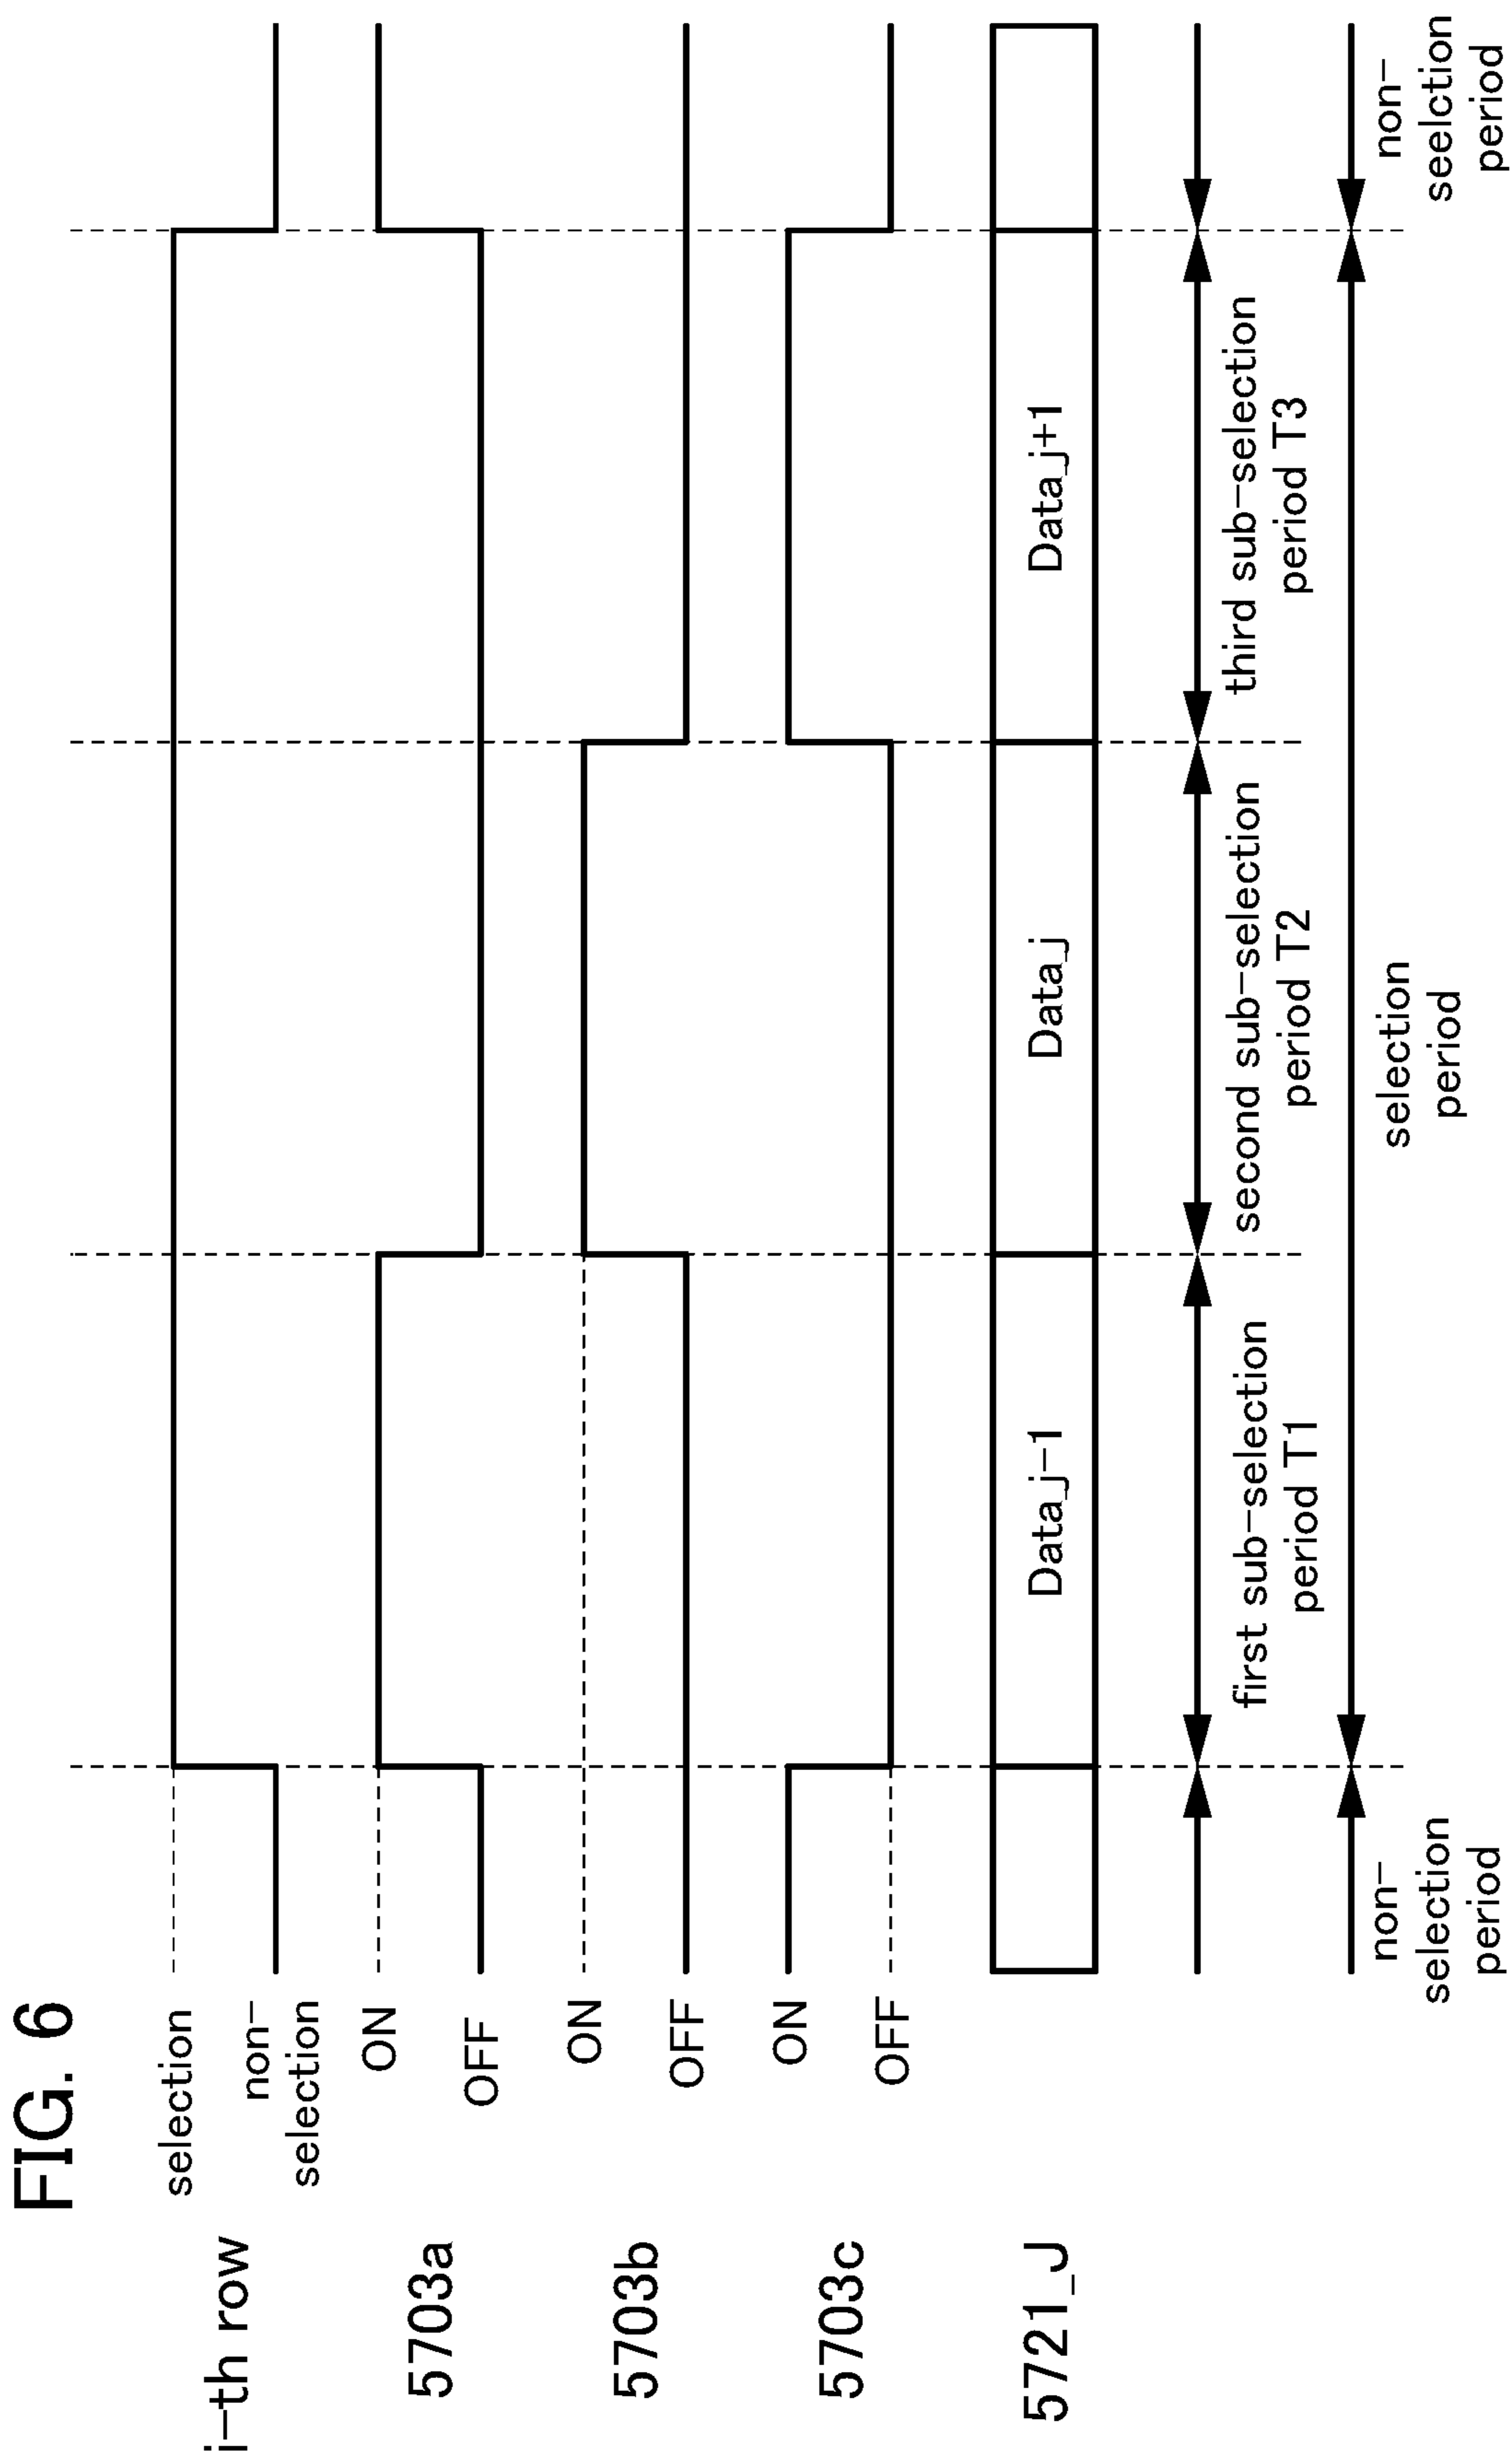 FIG. 6
i-th row
selection
non-
selection
5703a
ON
OFF
5703b
ON
OFF
5703c
ON
OFF
5721_J
Data_j-1
Data_j
Data_j+1
first sub-selection
period T1
second sub-selection
period T2
third sub-selection
period T3
non-
selection
period
selection
period
non-
seelction
period